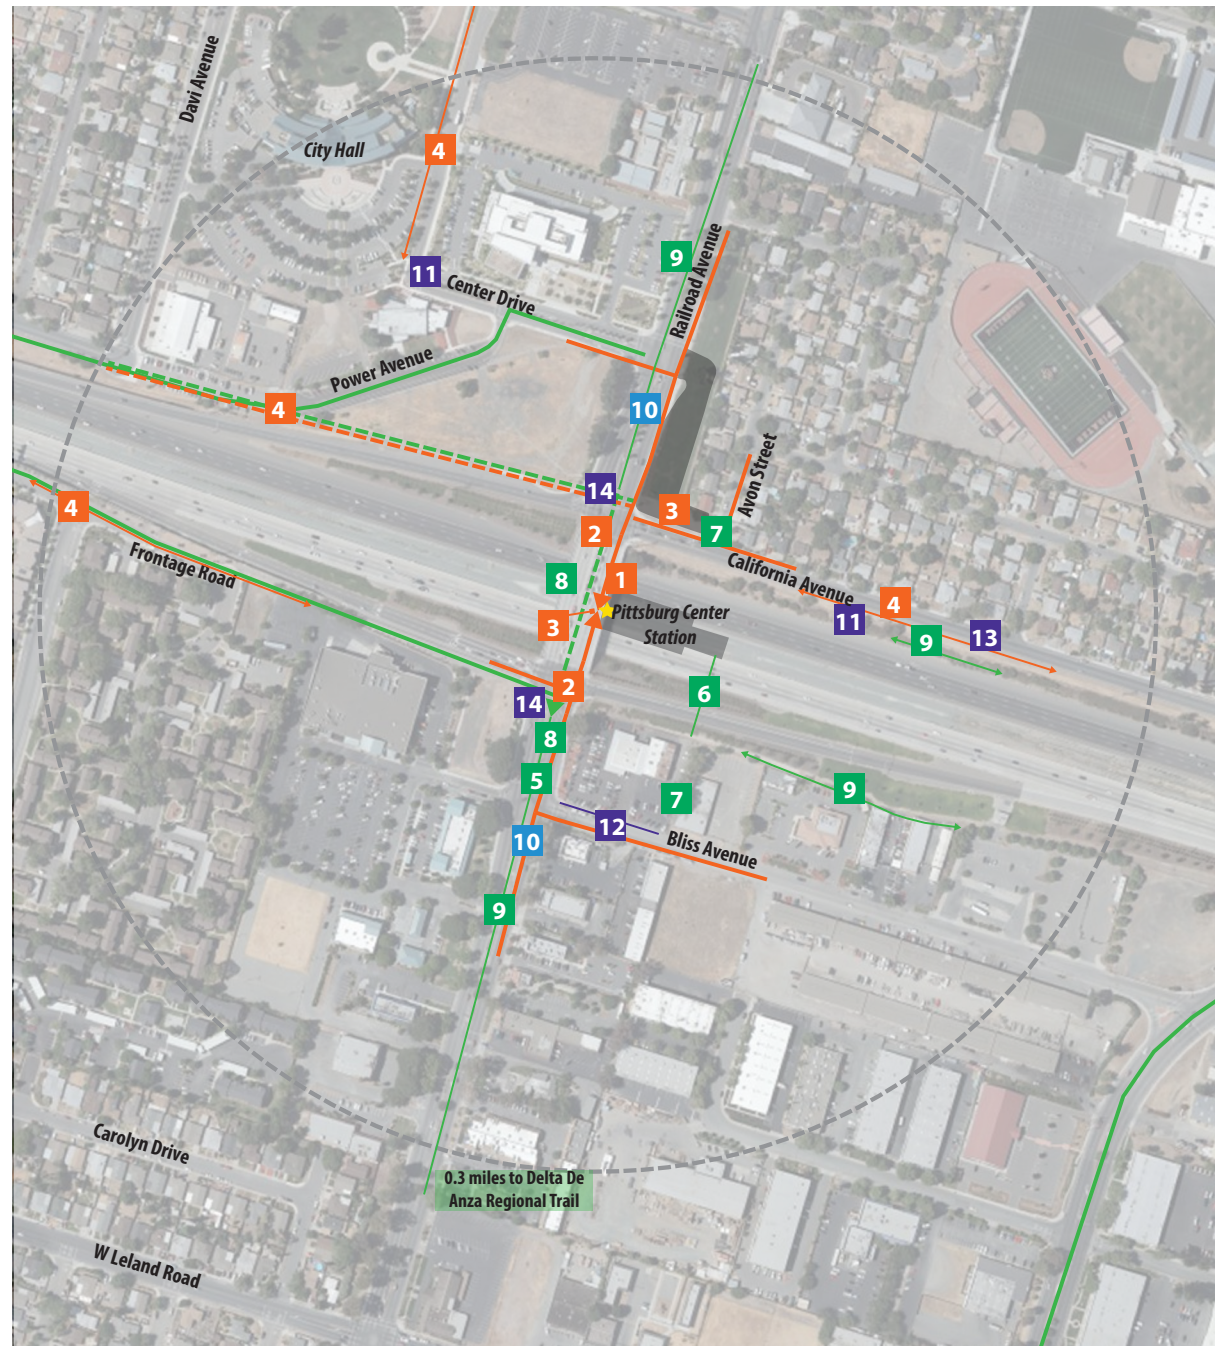 Davi Avenue
City Hall
4
9
Railroad Avenue
11
Center Drive
Power Avenue
4
10
Avon Street
14
3
4
2
7
Frontage Road
California Avenue
8
1
4
3
Pittsburg Center
Station
11
13
9
2
6
14
8
5
9
7
12
10
Bliss Avenue
9
Carolyn Drive
0.3 miles to Delta De
Anza Regional Trail
W Leland Road